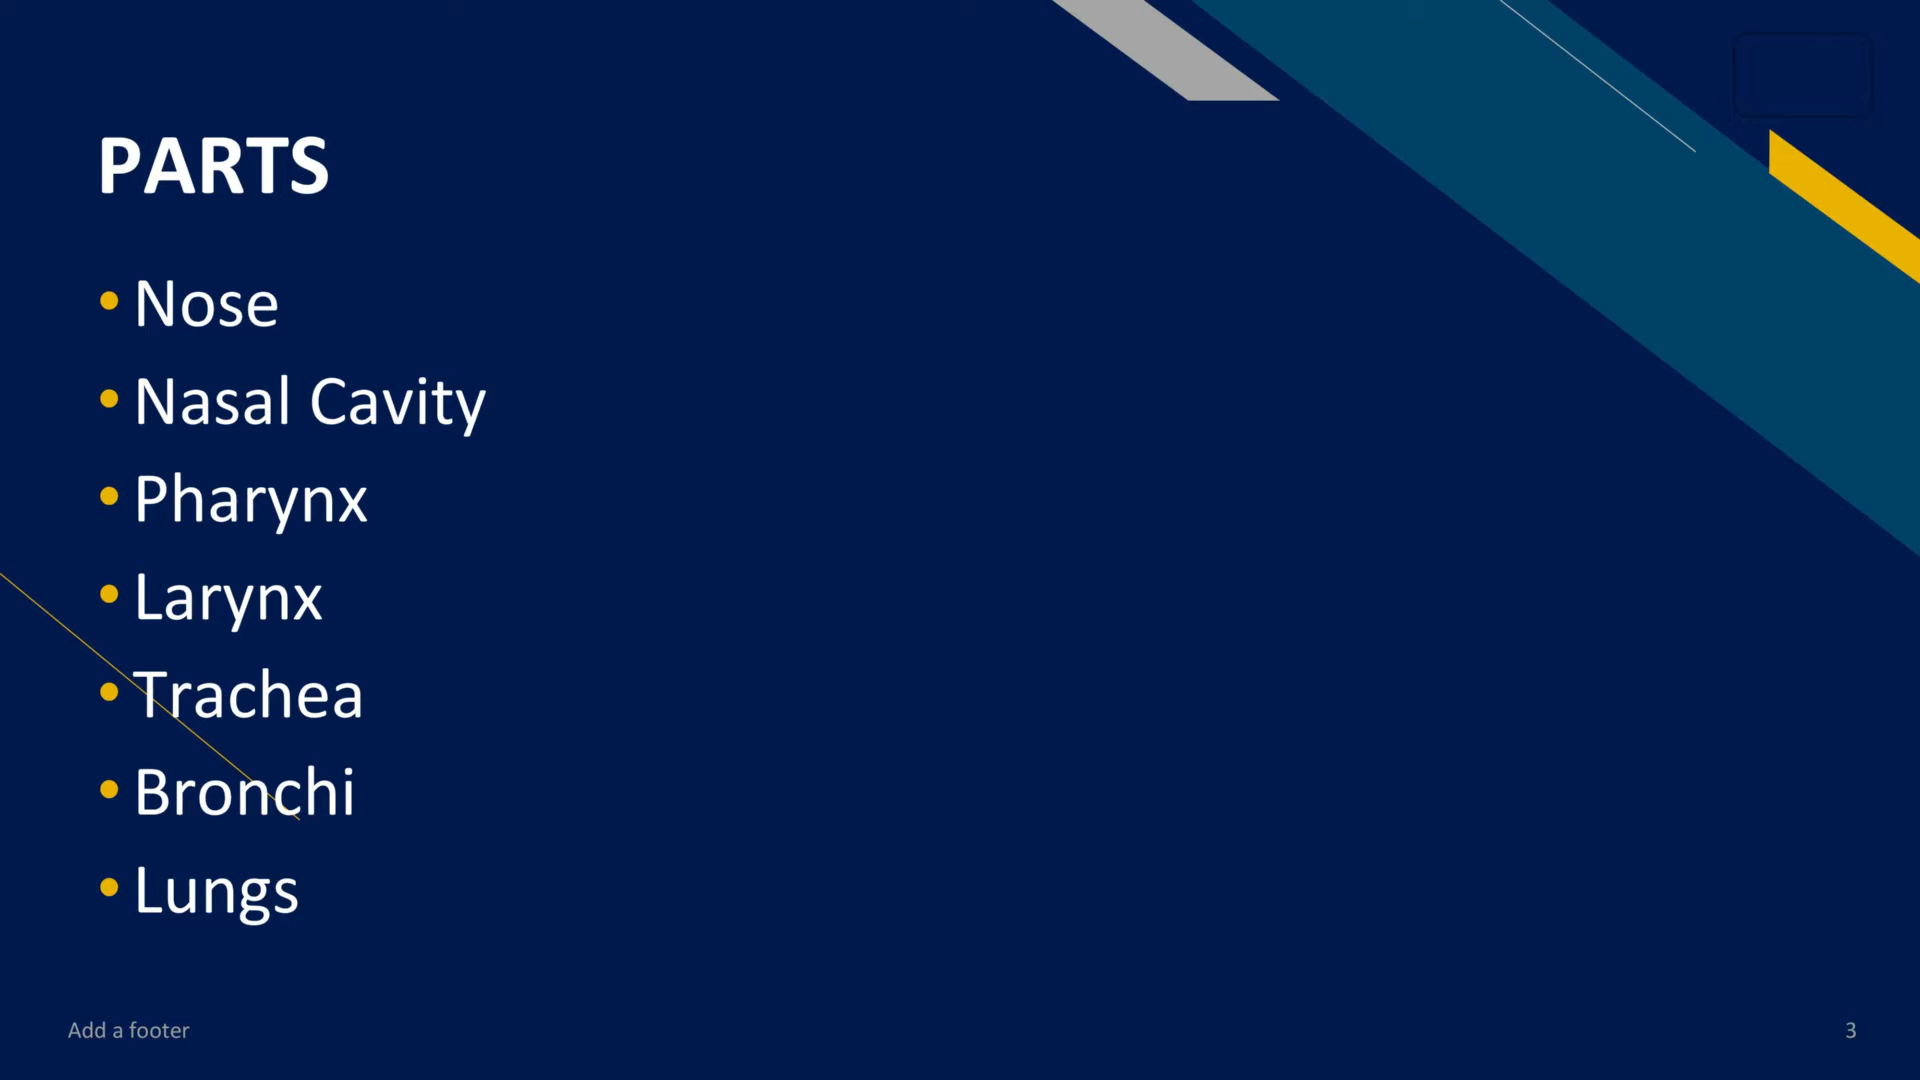 PARTS
• Nose
• Nasal Cavity
• Pharynx
• Larynx
• Trachea
• Bronchi
• Lungs
Add a footer
3